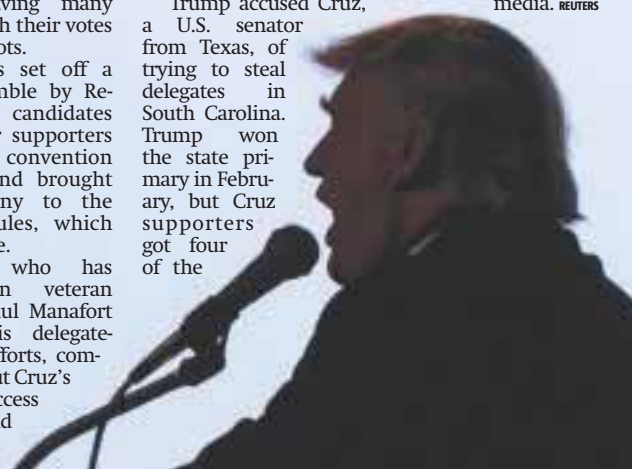 ving many
h their votes
ots.
s set off a
mble by Re-
candidates
r supporters
convention
nd brought
ny to the
ules, which
e.
who has
n veteran
ul Manafort
is delegate-
fforts, com-
ut Cruz's
ccess
d
Trump accused Cruz,
a U.S. senator
from Texas, of
trying to steal
delegates in
South Carolina.
Trump won
the state pri-
mary in Febru-
ary, but Cruz
supporters
got four
of the
media. REUTERS